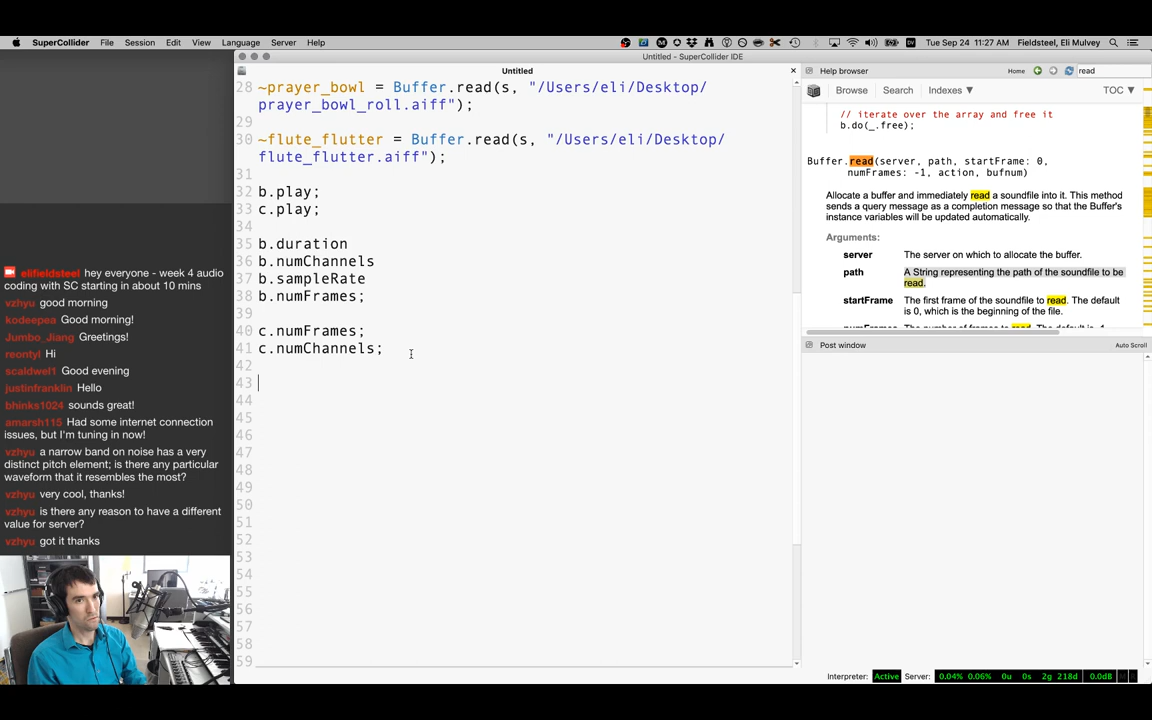 SuperCollider File Session Edit View Language Server Help
Tue Sep 24 11:27 AM Fieldsteel, Eli Mulvey
Untitled - SuperCollider IDE
Untitled
28 ~prayer_bowl = Buffer.read(s, "/Users/eli/Desktop/
prayer_bowl_roll.aiff");
29
30 ~flute_flutter = Buffer.read(s, "/Users/eli/Desktop/
flute_flutter.aiff");
31
32 b.play;
33 c.play;
34
35 b.duration
36 b.numChannels
37 b.sampleRate
38 b.numFrames;
39
40 c.numFrames;
41 c.numChannels;
42
43
44
45
46
47
48
49
50
51
52
53
54
55
56
57
58
59
elifieldsteel hey everyone - week 4 audio
coding with SC starting in about 10 mins
vzhyu good morning
kodeepea Good morning!
Jumbo_Jiang Greetings!
reontyl Hi
scaldwel1 Good evening
justinfranklin Hello
bhinks1024 sounds great!
amarsh115 Had some internet connection
issues, but I'm tuning in now!
vzhyu a narrow band on noise has a very
distinct pitch element; is there any particular
waveform that it resembles the most?
vzhyu very cool, thanks!
vzhyu is there any reason to have a different
value for server?
vzhyu got it thanks
Help browser Home read
Browse Search Indexes ▼ TOC ▼
// iterate over the array and free it
b.do(_.free);
Buffer.read(server, path, startFrame: 0,
numFrames: -1, action, bufnum)
Allocate a buffer and immediately read a soundfile into it. This method
sends a query message as a completion message so that the Buffer's
instance variables will be updated automatically.
Arguments:
server The server on which to allocate the buffer.
path A String representing the path of the soundfile to be
read.
startFrame The first frame of the soundfile to read. The default
is 0, which is the beginning of the file.
Post window Auto Scroll
Interpreter: Active Server: 0.04% 0.06% 0u 0s 2g 218d 0.0dB